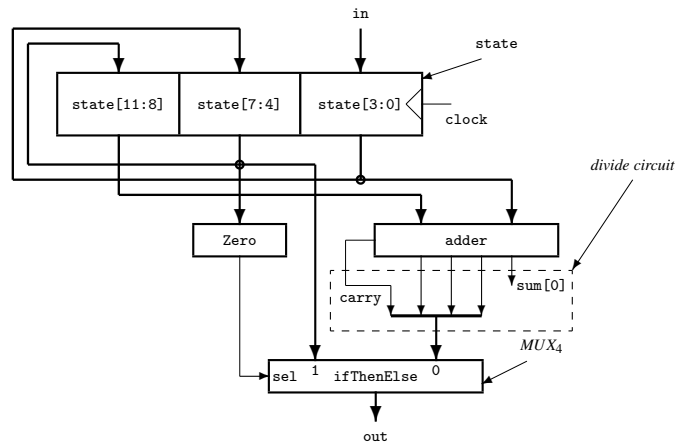 in
state
state[11:8] state[7:4] state[3:0]
clock
divide circuit
Zero adder
carry sum[0]
MUX4
sel 1 ifThenElse 0
out